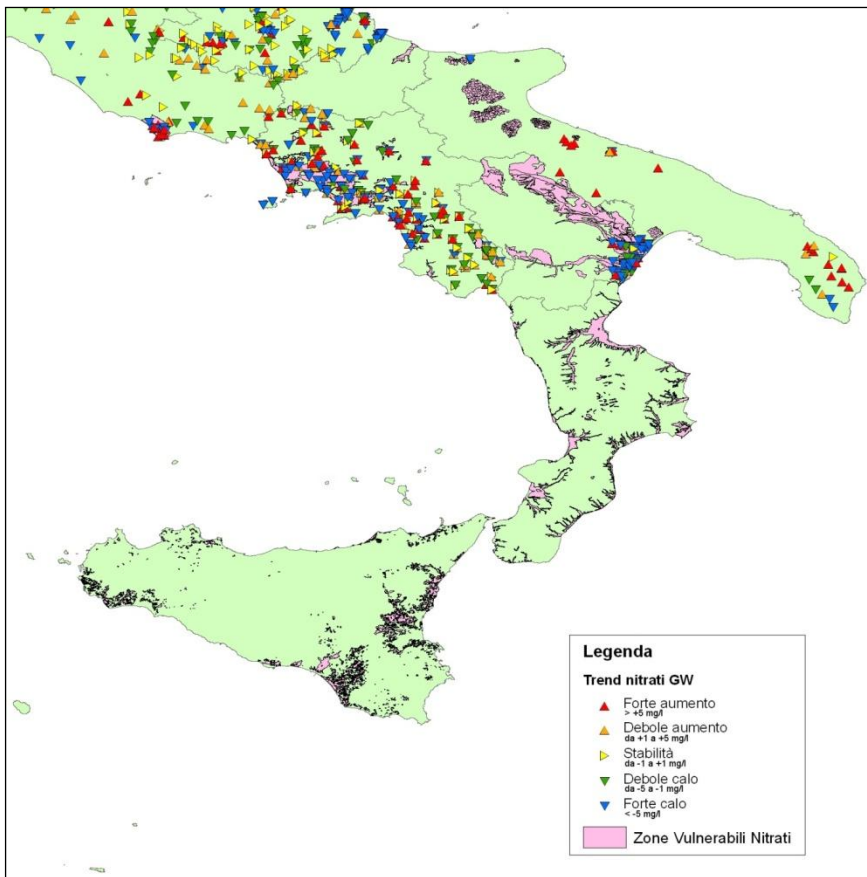 Legenda
Trend nitrati GW
Forte aumento
> +5 mg/l
Debole aumento
da +1 a +5 mg/l
Stabilità
da -1 a +1 mg/l
Debole calo
da -5 a -1 mg/l
Forte calo
< -5 mg/l
Zone Vulnerabili Nitrati